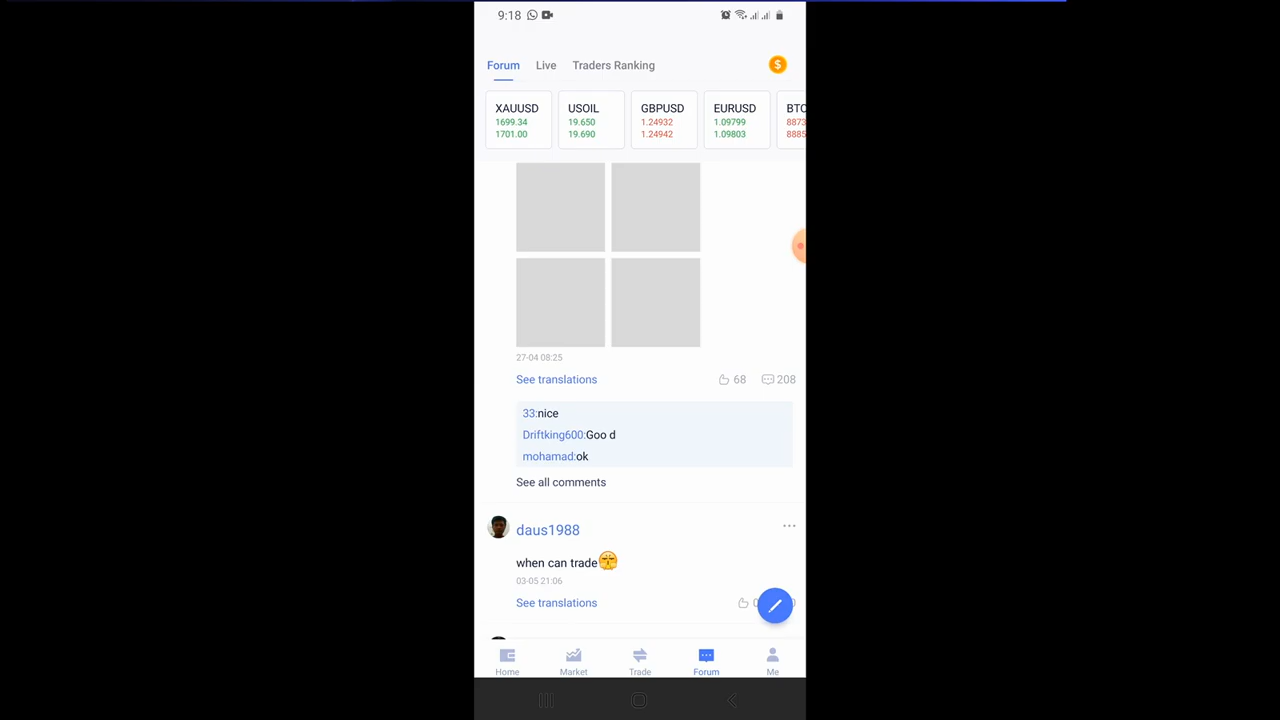 9:18
Forum Live Traders Ranking
XAUUSD USOIL GBPUSD EURUSD BTC
1699.34 19.650 1.24932 1.09799 8873
1701.00 19.690 1.24942 1.09803 8885
27-04 08:25
See translations 68 208
33:nice
Driftking600:Goo d
mohamad:ok
See all comments
daus1988
when can trade
03-05 21:06
See translations
Home Market Trade Forum Me